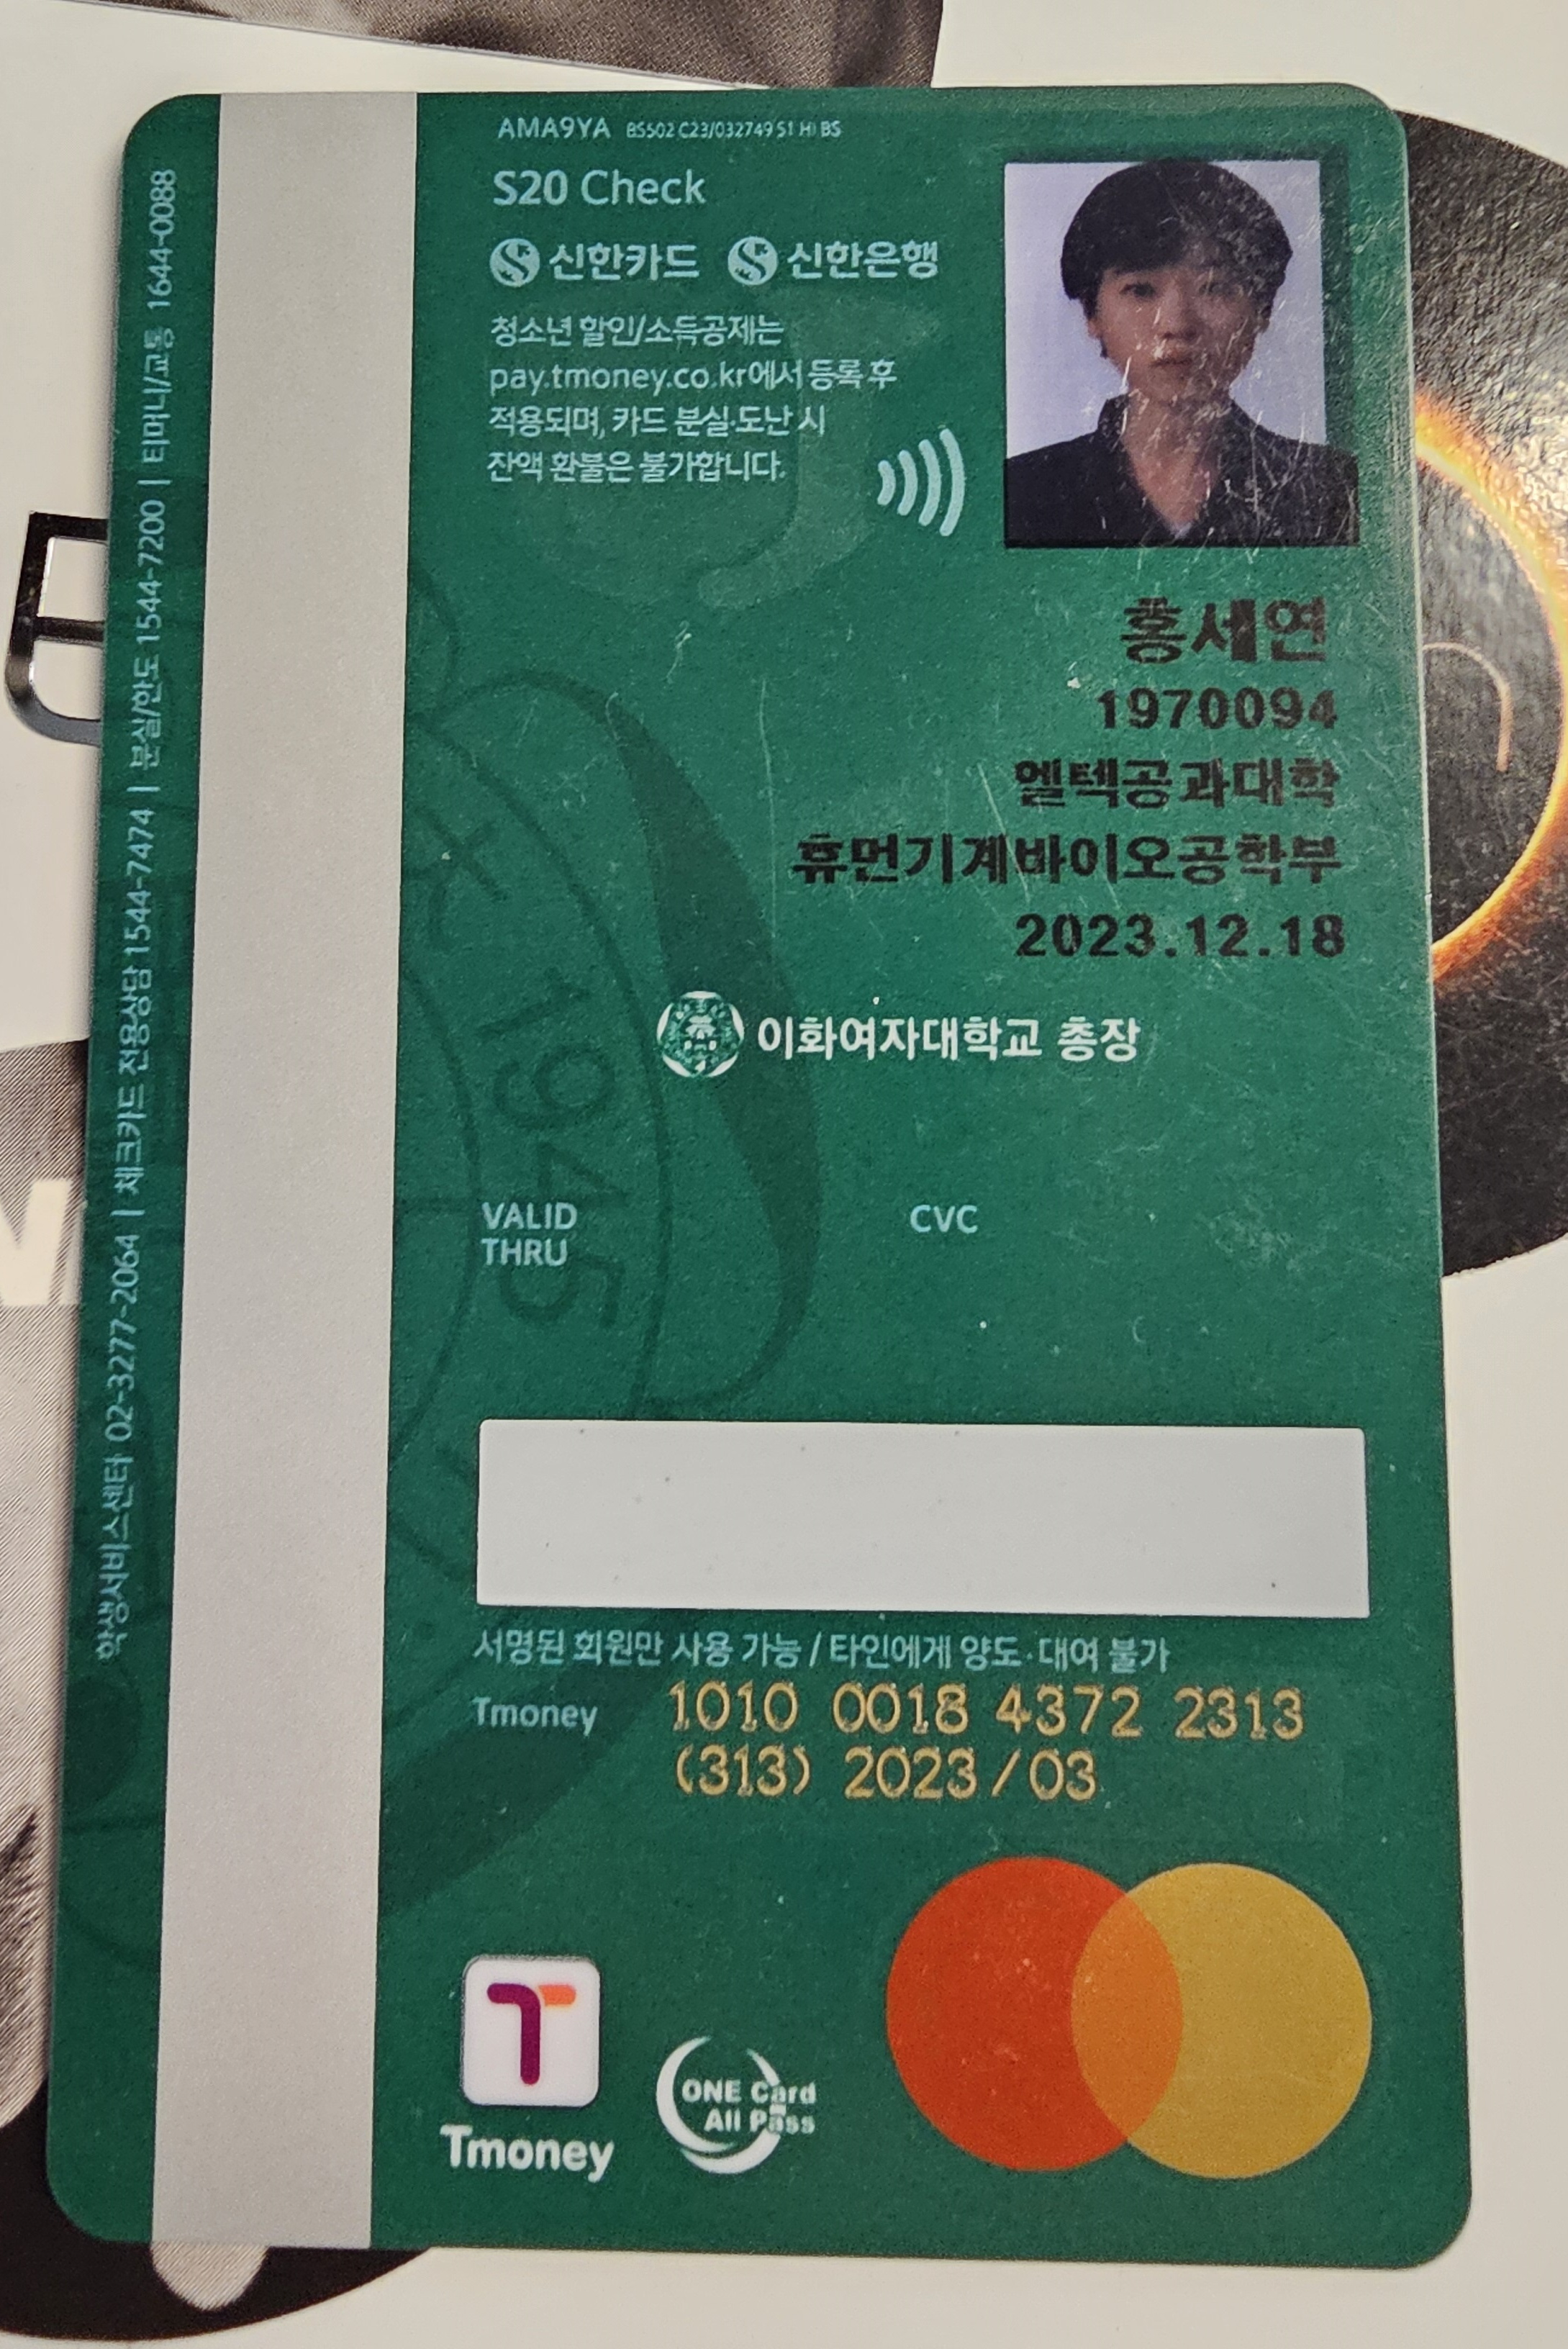 AMA9YA BS502 C23/032749 S1 HI BS
S20 Check
신한카드 신한은행
청소년 할인/소득공제는
pay.tmoney.co.kr에서 등록 후
적용되며, 카드 분실·도난 시
잔액 환불은 불가합니다.
홍세연
1970094
엘텍공과대학
휴먼기계바이오공학부
2023.12.18
이화여자대학교 총장
1945
VALID
THRU
CVC
서명된 회원만 사용 가능 / 타인에게 양도·대여 불가
Tmoney 1010 0018 4372 2313
(313) 2023/03
Tmoney
ONE Card
All Pass
학생서비스센터 02-3277-2064 | 체크카드 전용상담 1544-7474 | 분실/한도 1544-7200 | 티머니/교통 1644-0088